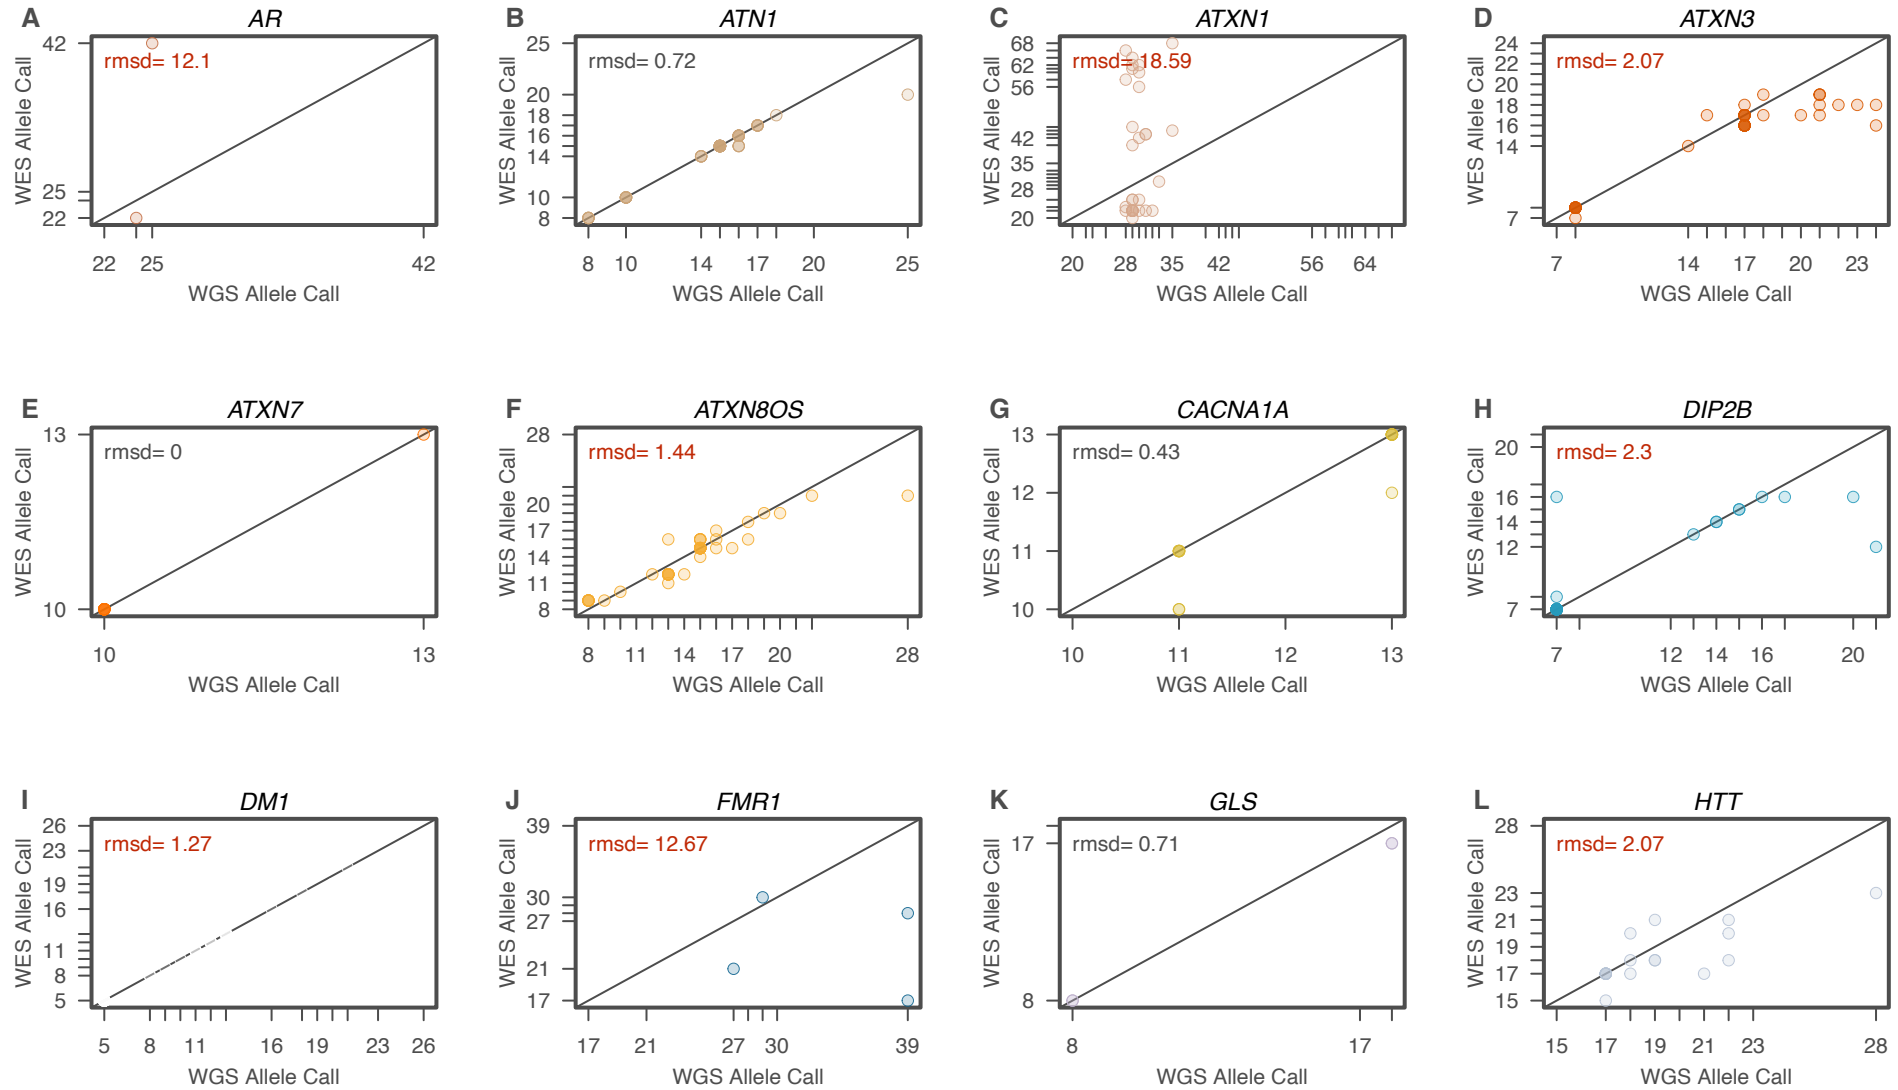 A AR
42
25
22
rmsd= 12.1
22 25 42
WES Allele Call
WGS Allele Call
B ATN1
25
20
18
16
14
10
8
rmsd= 0.72
8 10 14 17 20 25
WES Allele Call
WGS Allele Call
C ATXN1
68
62
56
42
35
28
20
rmsd= 18.59
20 28 35 42 56 64
WES Allele Call
WGS Allele Call
D ATXN3
24
22
20
18
16
14
7
rmsd= 2.07
7 14 17 20 23
WES Allele Call
WGS Allele Call
E ATXN7
13
10
rmsd= 0
10 13
WES Allele Call
WGS Allele Call
F ATXN8OS
28
20
17
14
11
8
rmsd= 1.44
8 11 14 17 20 28
WES Allele Call
WGS Allele Call
G CACNA1A
13
12
11
10
rmsd= 0.43
10 11 12 13
WES Allele Call
WGS Allele Call
H DIP2B
20
16
14
12
7
rmsd= 2.3
7 12 14 16 20
WES Allele Call
WGS Allele Call
I DM1
26
23
19
16
11
8
5
rmsd= 1.27
5 8 11 16 19 23 26
WES Allele Call
WGS Allele Call
J FMR1
39
30
27
21
17
rmsd= 12.67
17 21 27 30 39
WES Allele Call
WGS Allele Call
K GLS
17
8
rmsd= 0.71
8 17
WES Allele Call
WGS Allele Call
L HTT
28
23
21
19
17
15
rmsd= 2.07
15 17 19 21 23 28
WES Allele Call
WGS Allele Call